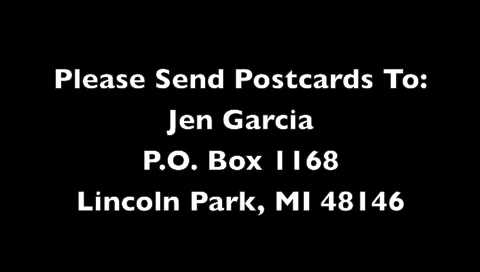 Please Send Postcards To:
Jen Garcia
P.O. Box 1168
Lincoln Park, MI 48146